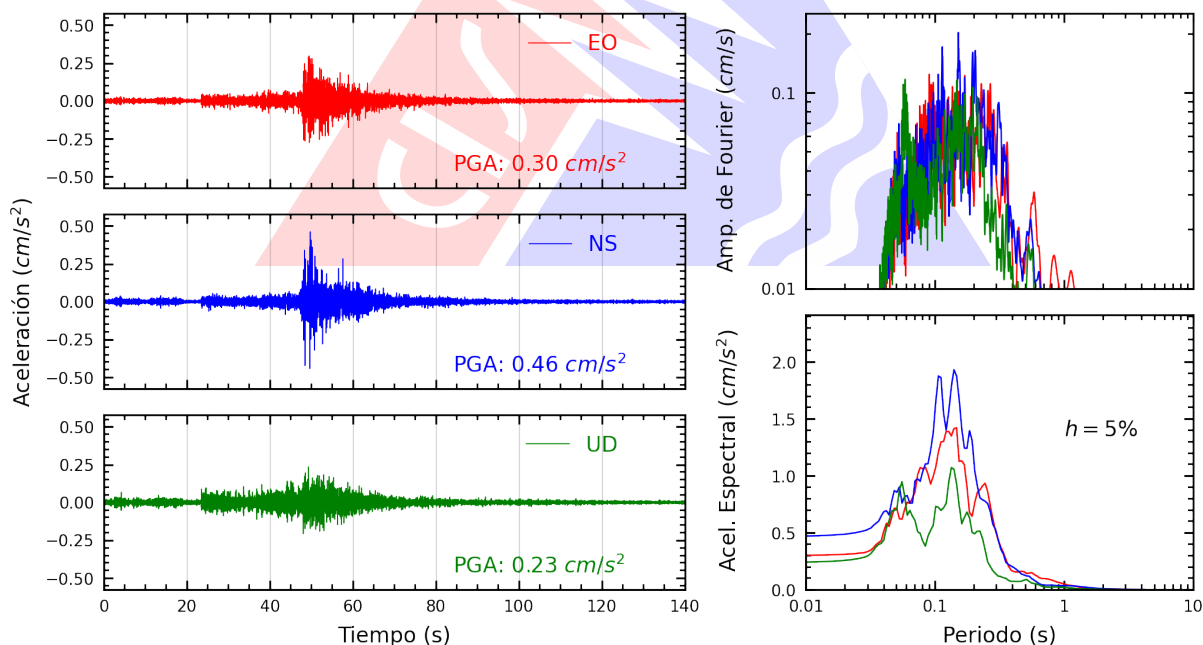 Aceleración (cm/s²)
0.50
0.25
0.00
−0.25
−0.50
EO
PGA: 0.30 cm/s²
0.50
0.25
0.00
−0.25
−0.50
NS
PGA: 0.46 cm/s²
0.50
0.25
0.00
−0.25
−0.50
UD
PGA: 0.23 cm/s²
0 20 40 60 80 100 120 140
Tiempo (s)
Amp. de Fourier (cm/s)
0.1
0.01
Acel. Espectral (cm/s²)
2.0
1.5
1.0
0.5
0.0
h = 5%
0.01 0.1 1 10
Periodo (s)